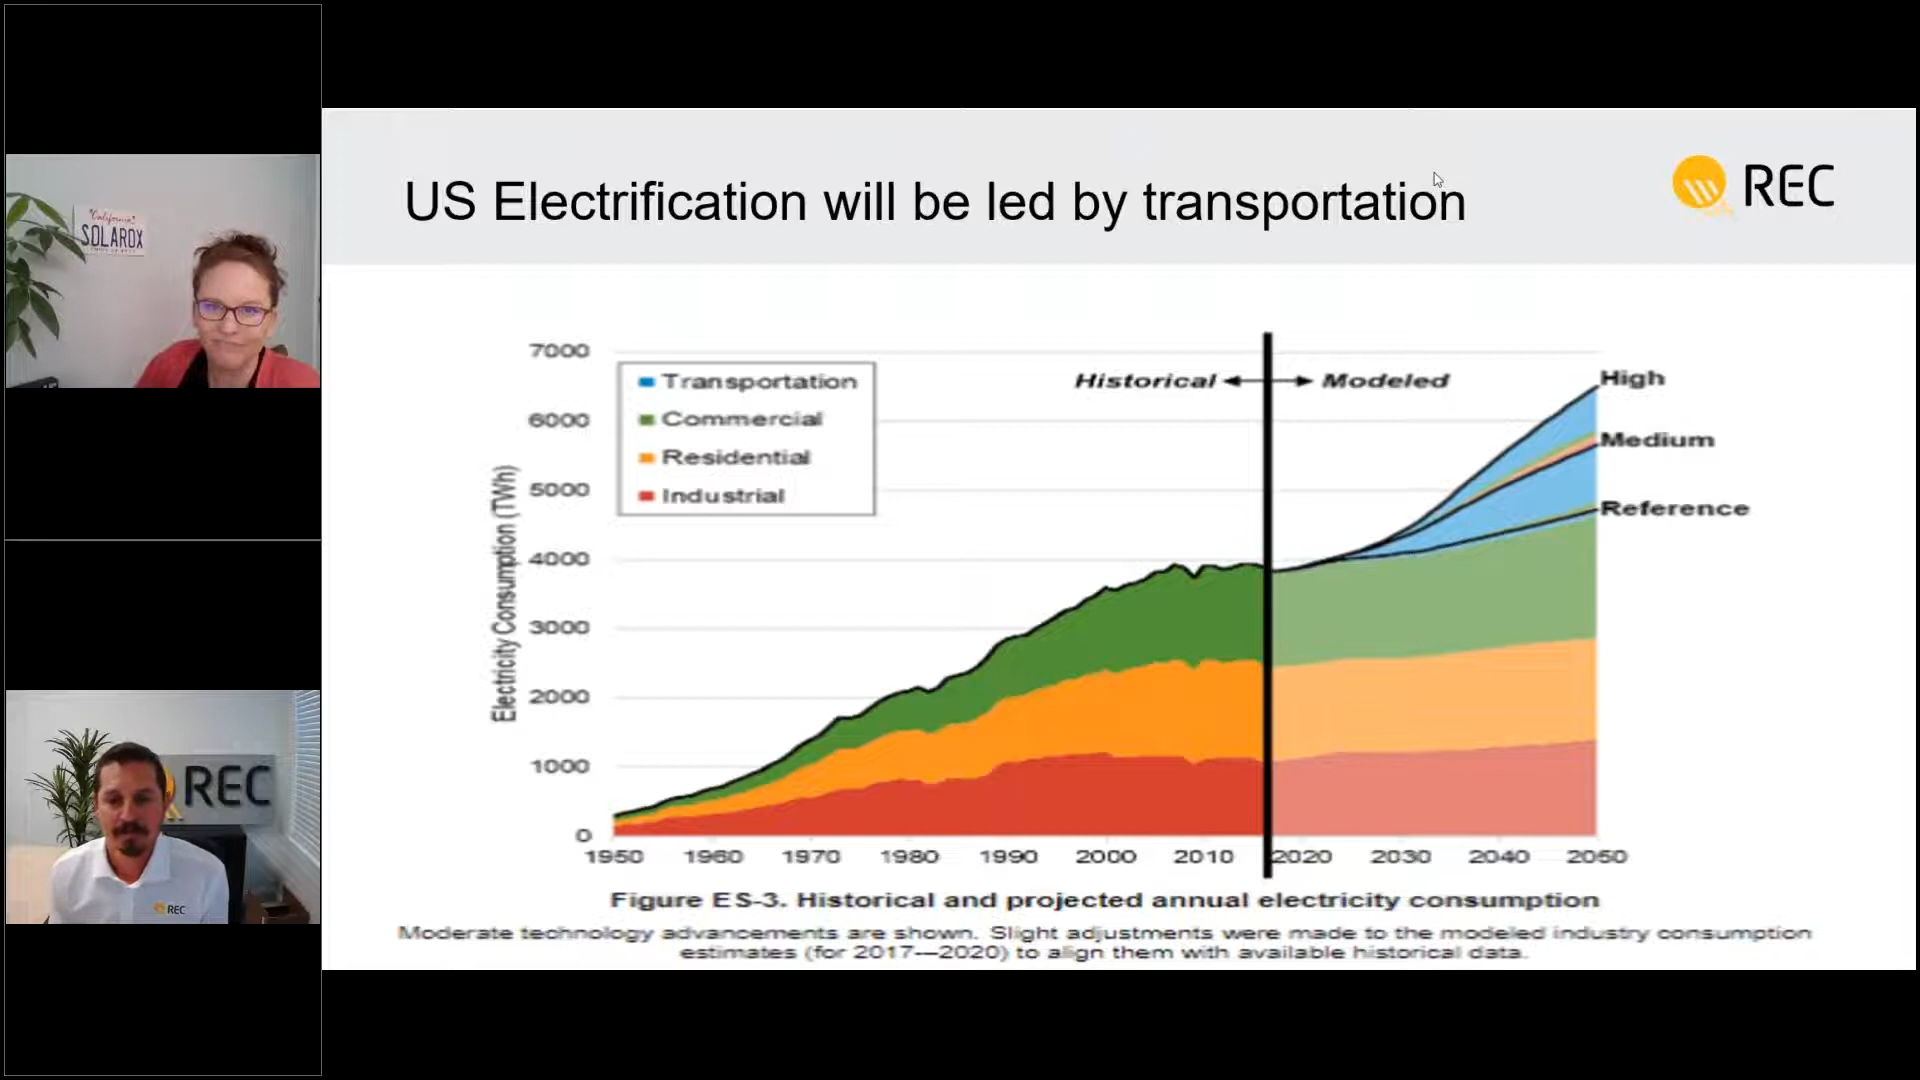 "California"
SOLAROX
REC
REC
US Electrification will be led by transportation
REC
7000
6000
5000
4000
3000
2000
1000
0
Electricity Consumption (TWh)
Transportation
Commercial
Residential
Industrial
Historical
Modeled
High
Medium
Reference
1950 1960 1970 1980 1990 2000 2010 2020 2030 2040 2050
Figure ES-3. Historical and projected annual electricity consumption
Moderate technology advancements are shown. Slight adjustments were made to the modeled industry consumption
estimates (for 2017—2020) to align them with available historical data.